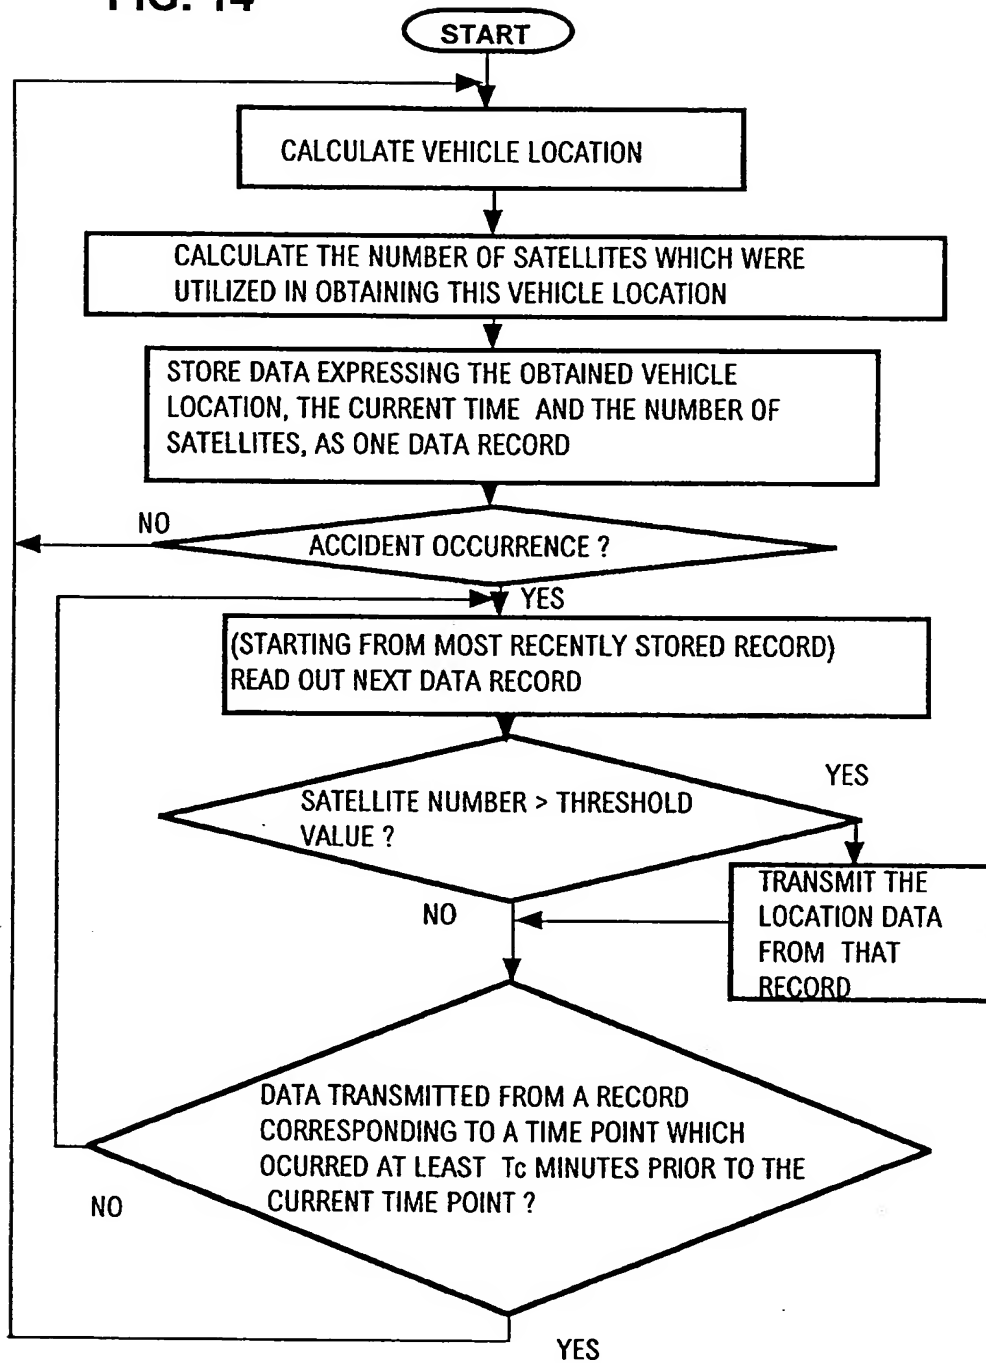 FIG. 14
START
CALCULATE VEHICLE LOCATION
CALCULATE THE NUMBER OF SATELLITES WHICH WERE
UTILIZED IN OBTAINING THIS VEHICLE LOCATION
STORE DATA EXPRESSING THE OBTAINED VEHICLE
LOCATION, THE CURRENT TIME AND THE NUMBER OF
SATELLITES, AS ONE DATA RECORD
NO
ACCIDENT OCCURRENCE ?
YES
(STARTING FROM MOST RECENTLY STORED RECORD)
READ OUT NEXT DATA RECORD
YES
SATELLITE NUMBER > THRESHOLD
VALUE ?
TRANSMIT THE
LOCATION DATA
FROM THAT
RECORD
NO
DATA TRANSMITTED FROM A RECORD
CORRESPONDING TO A TIME POINT WHICH
OCURRED AT LEAST Tc MINUTES PRIOR TO THE
CURRENT TIME POINT ?
NO
YES